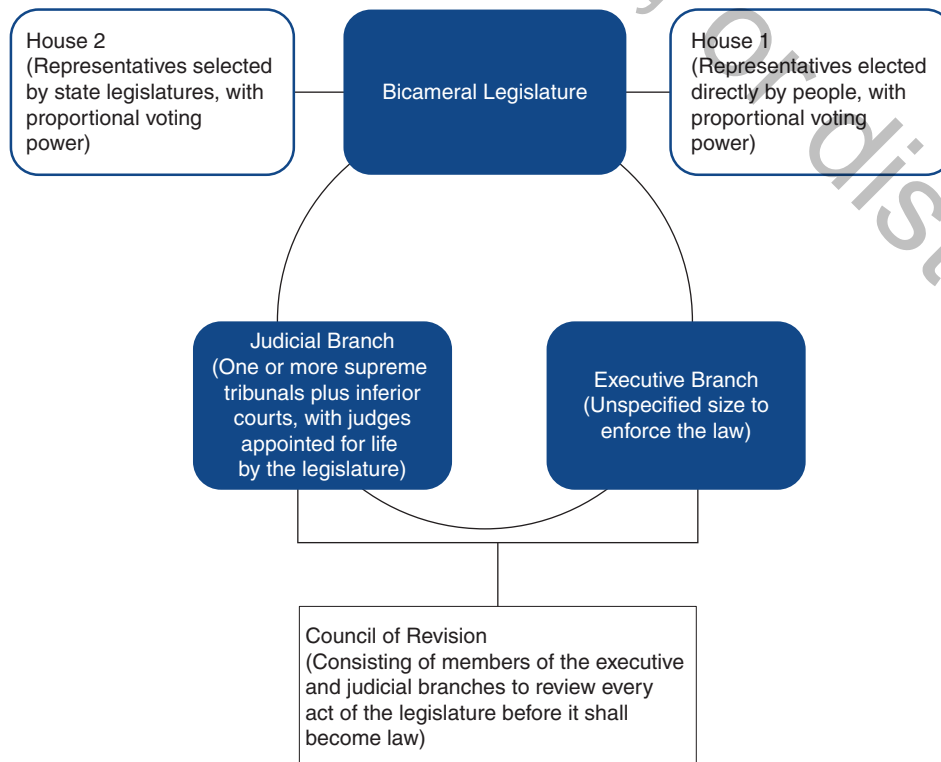 House 2
(Representatives selected
by state legislatures, with
proportional voting
power)
Bicameral Legislature
House 1
(Representatives elected
directly by people, with
proportional voting
power)
or
Judicial Branch
(One or more supreme
tribunals plus inferior
courts, with judges
appointed for life
by the legislature)
Executive Branch
(Unspecified size to
enforce the law)
Council of Revision
(Consisting of members of the executive
and judicial branches to review every
act of the legislature before it shall
become law)